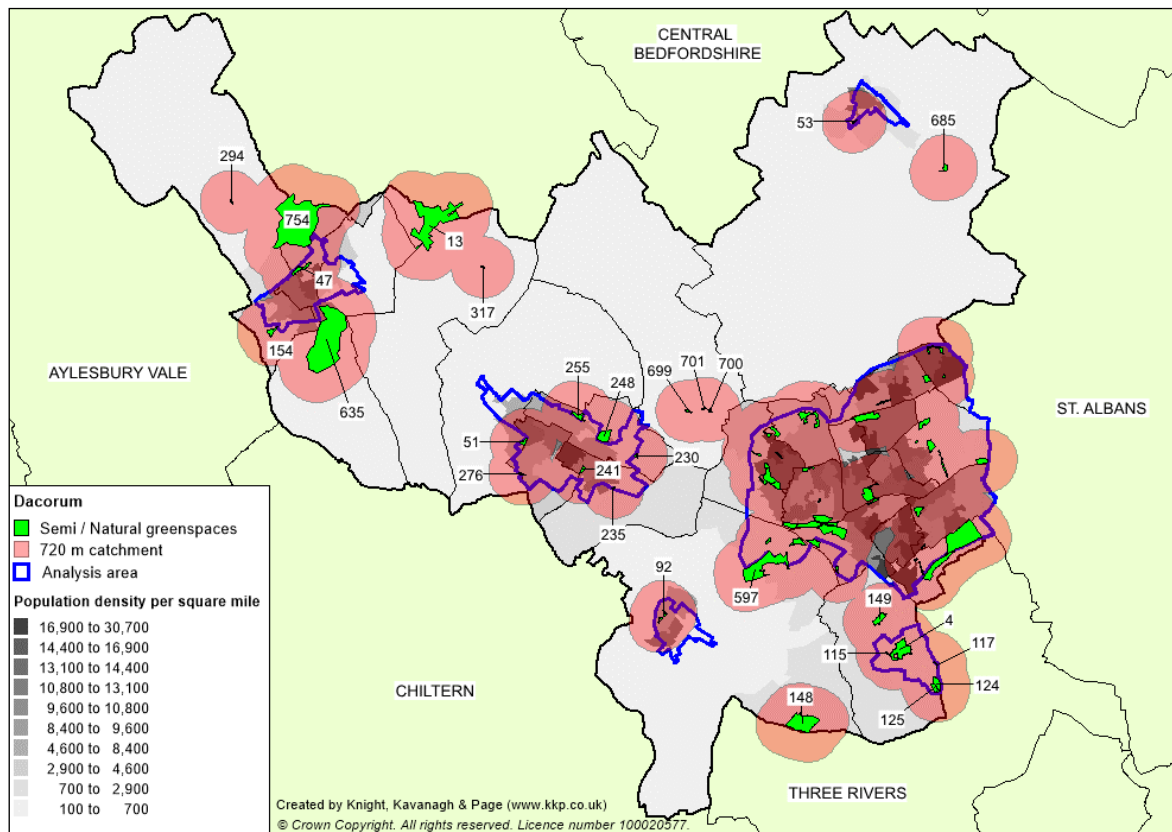 CENTRAL
BEDFORDSHIRE
53
685
294
754
13
47
317
154
635
AYLESBURY VALE
255
248
699
701
700
ST. ALBANS
51
276
241
230
235
597
92
149
4
115
117
124
125
148
CHILTERN
THREE RIVERS
Dacorum
Semi / Natural greenspaces
720 m catchment
Analysis area
Population density per square mile
16,900 to 30,700
14,400 to 16,900
13,100 to 14,400
10,800 to 13,100
9,600 to 10,800
8,400 to 9,600
4,600 to 8,400
2,900 to 4,600
700 to 2,900
100 to 700
Created by Knight, Kavanagh & Page (www.kkp.co.uk)
© Crown Copyright. All rights reserved. Licence number 100020577.